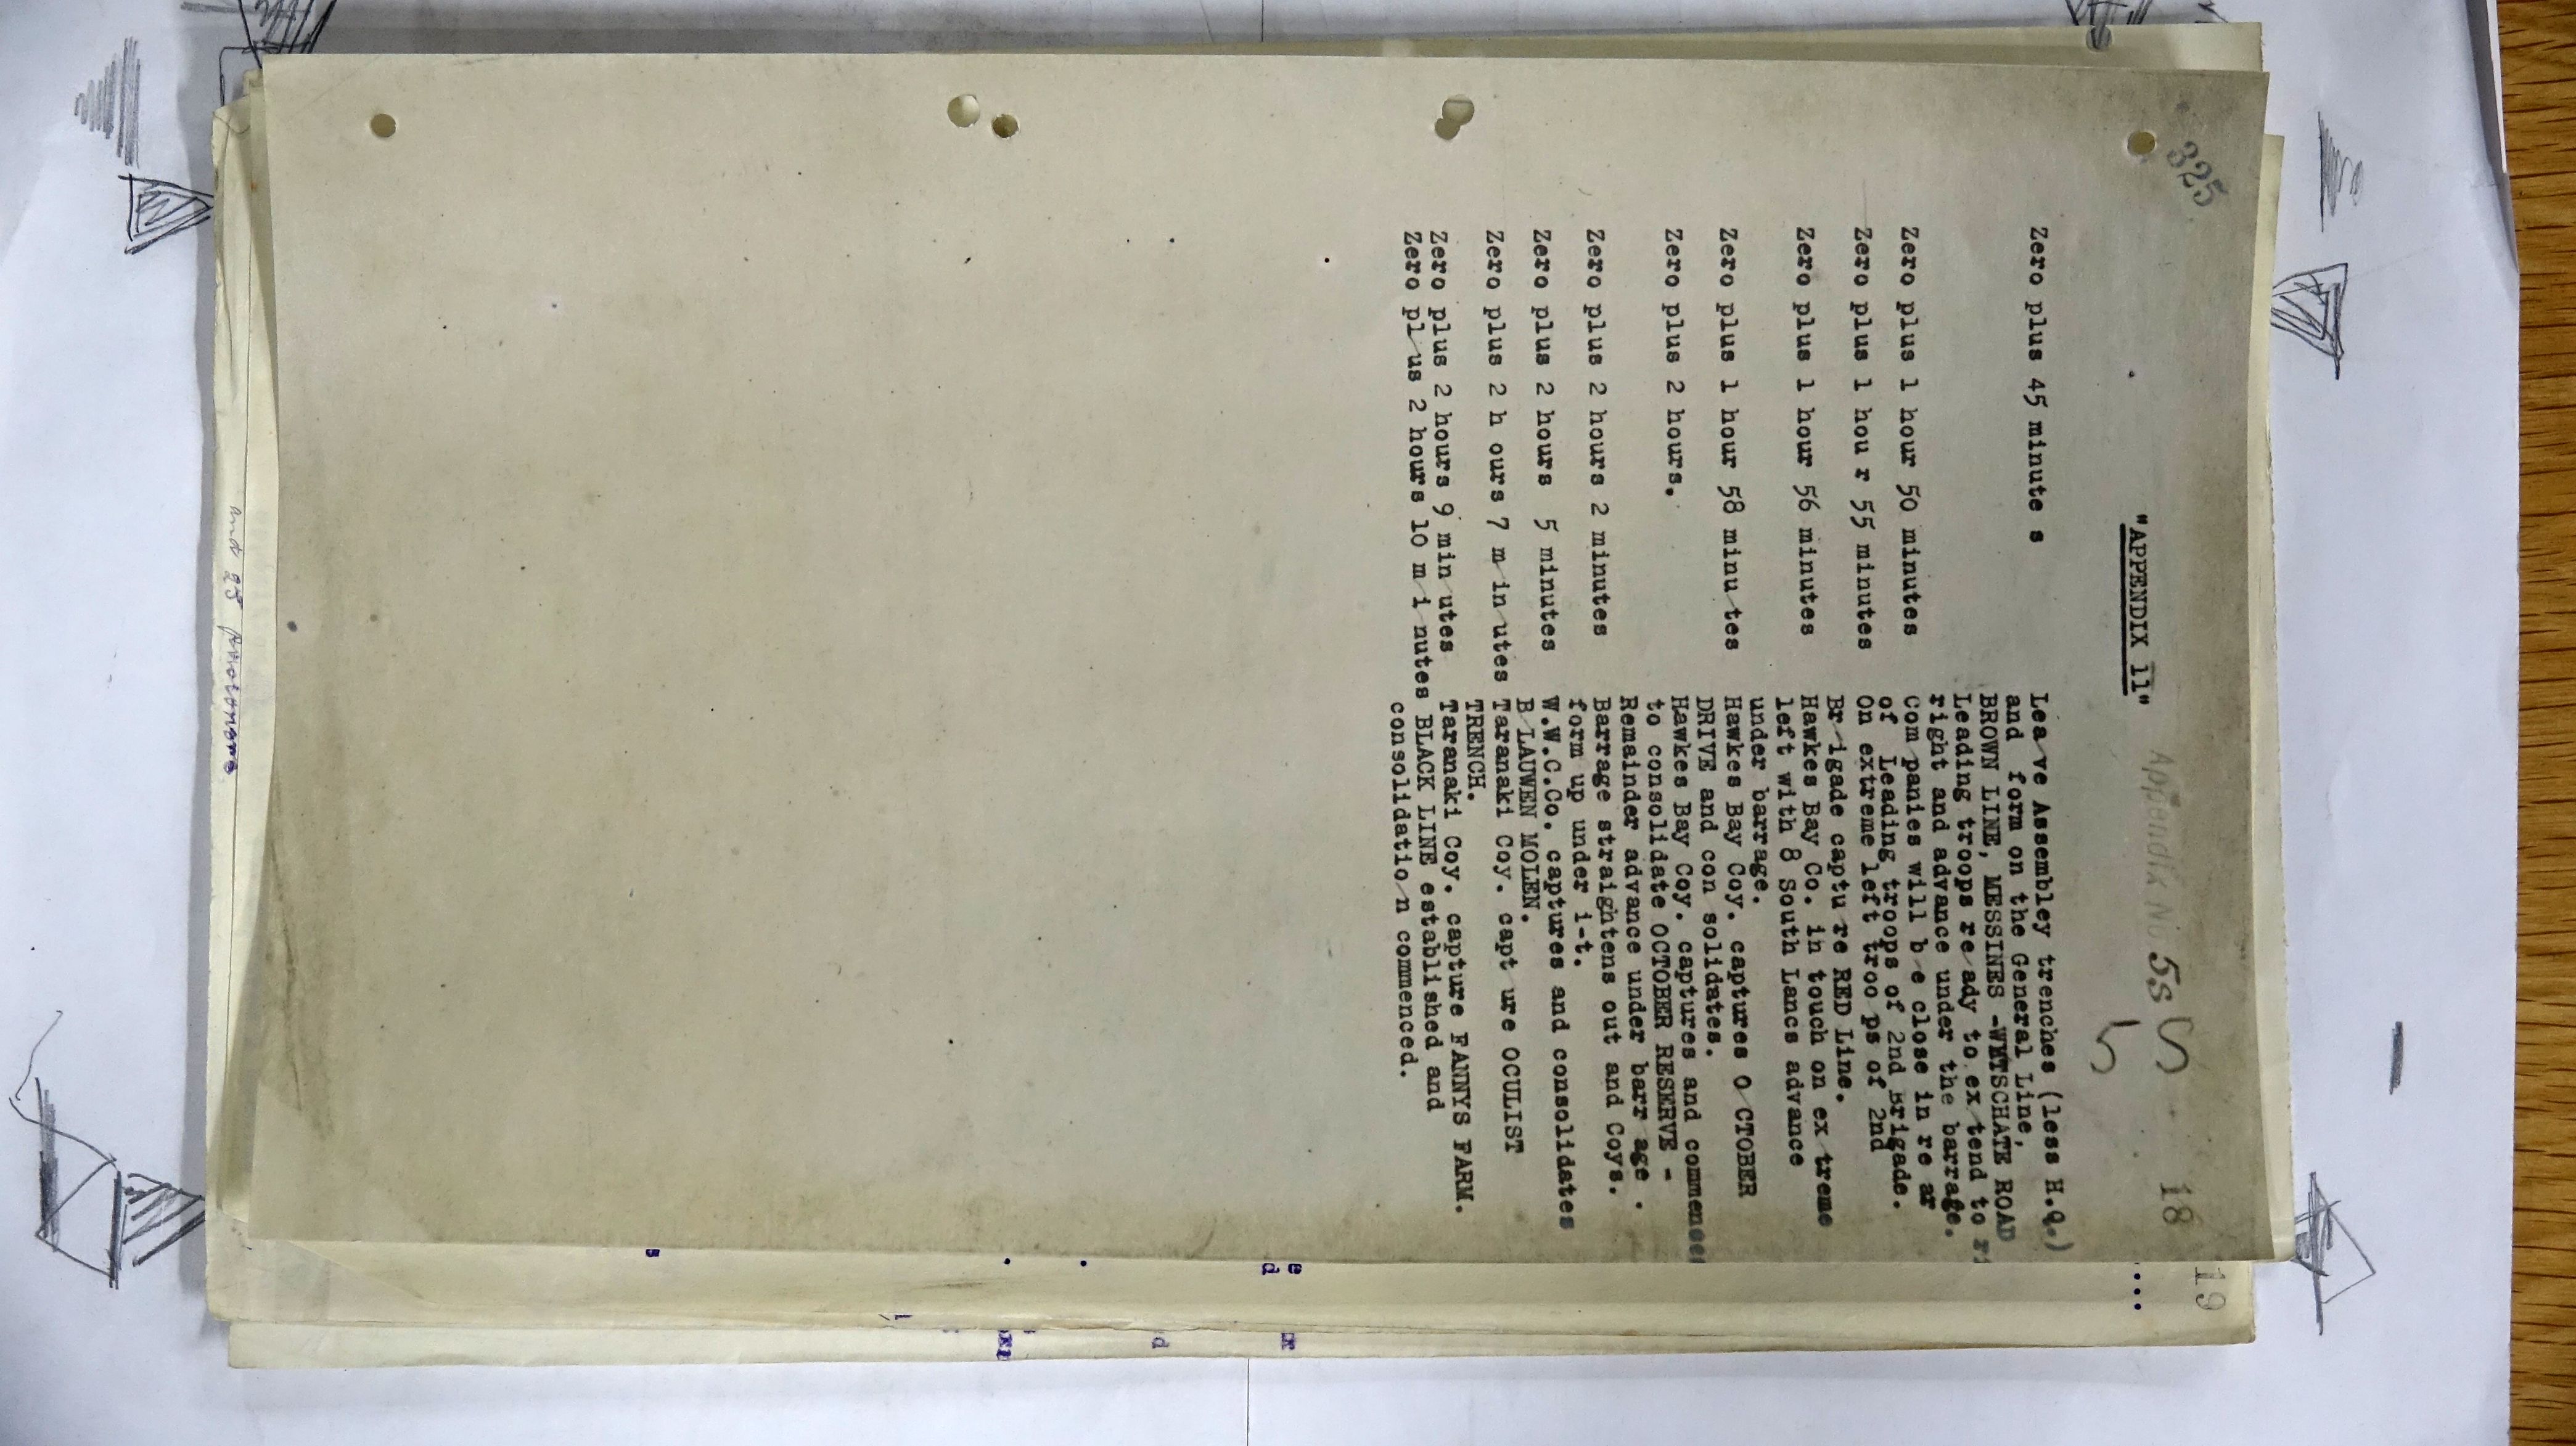 325
Appendix No 5S S 18
5
"APPENDIX 11"
Zero plus 45 minute s Lea ve Assembley trenches (less H.Q.)
and form on the General Line,
BROWN LINE, MESSINES -WYTSCHATE ROAD
Leading troops re ady to ex tend to
right and advance under the barrage.
Zero plus 1 hour 50 minutes Com panies will b e close in re ar
of Leading troops of 2nd Brigade.
Zero plus 1 hou r 55 minutes On extreme left troo ps of 2nd
Br igade captu re RED Line.
Zero plus 1 hour 56 minutes Hawkes Bay Co. in touch on ex treme
left with 8 South Lancs advance
under barrage.
Zero plus 1 hour 58 minu tes Hawkes Bay Coy. captures O CTOBER
DRIVE and con solidates.
Zero plus 2 hours. Hawkes Bay Coy. captures and commences
to consolidate OCTOBER RESERVE -
Remainder advance under barr age .
Zero plus 2 hours 2 minutes Barrage straightens out and Coys.
form up under i-t.
Zero plus 2 hours 5 minutes W.W.C.Co. captures and consolidates
B LAUWEN MOLEN.
Zero plus 2 h ours 7 m in utes Taranaki Coy. capt ure OCULIST
TRENCH.
Zero plus 2 hours 9 min utes Taranaki Coy. capture FANNYS FARM.
Zero pl us 2 hours 10 m i nutes BLACK LINE established and
consolidatio n commenced.
19
and 25 prisoners